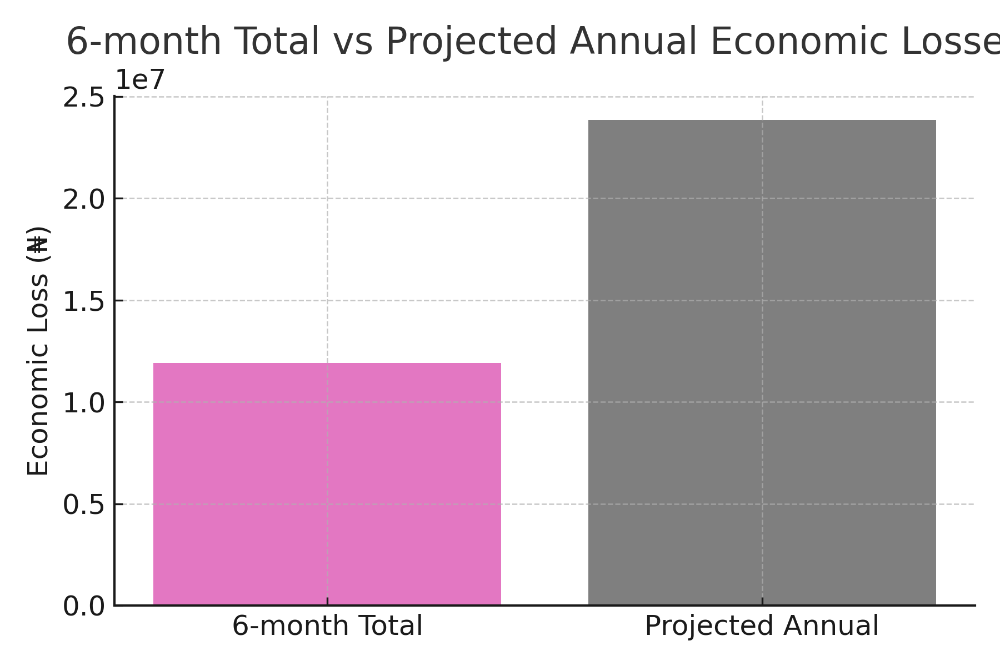 6-month Total vs Projected Annual Economic Losse
1e7
2.5
2.0
1.5
1.0
0.5
0.0
Economic Loss (₦)
6-month Total
Projected Annual